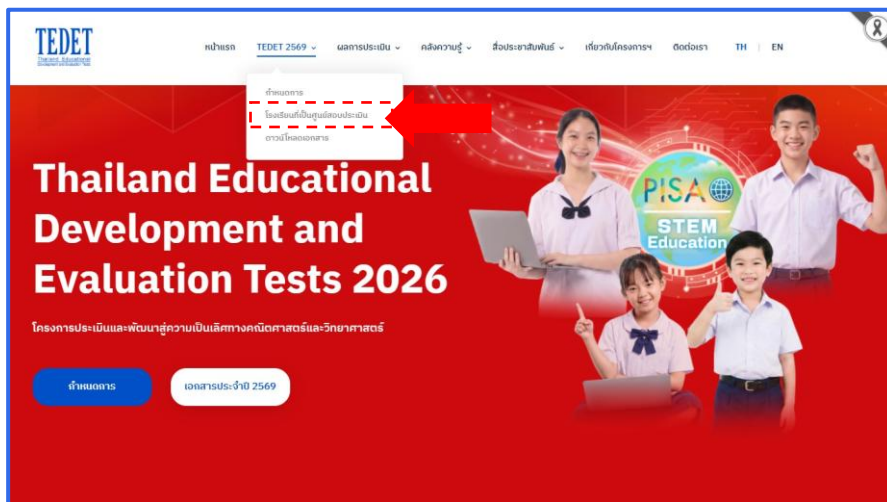 TEDET
Thailand Educational
Development and Evaluation Tests
หน้าแรก
TEDET 2569
ผลการประเมิน
คลังความรู้
สื่อประชาสัมพันธ์
เกี่ยวกับโครงการฯ
ติดต่อเรา
TH | EN
กำหนดการ
โรงเรียนที่เป็นศูนย์สอบประเมิน
ดาวน์โหลดเอกสาร
Thailand Educational
Development and
Evaluation Tests 2026
โครงการประเมินและพัฒนาสู่ความเป็นเลิศทางคณิตศาสตร์และวิทยาศาสตร์
กำหนดการ
เอกสารประจำปี 2569
PISA
STEM
Education